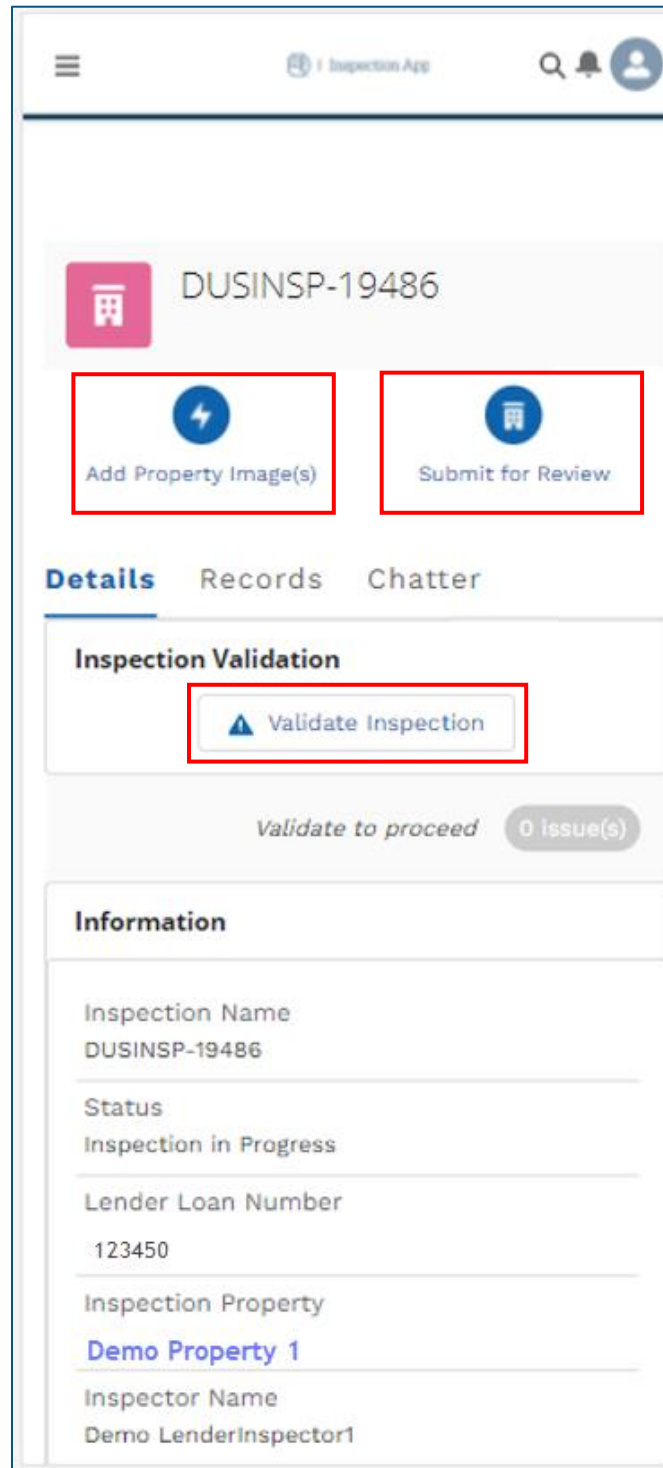 Inspection App
DUSINSP-19486
Add Property Image(s)
Submit for Review
Details Records Chatter
Inspection Validation
Validate Inspection
Validate to proceed 0 issue(s)
Information
Inspection Name
DUSINSP-19486
Status
Inspection in Progress
Lender Loan Number
123450
Inspection Property
Demo Property 1
Inspector Name
Demo LenderInspector1